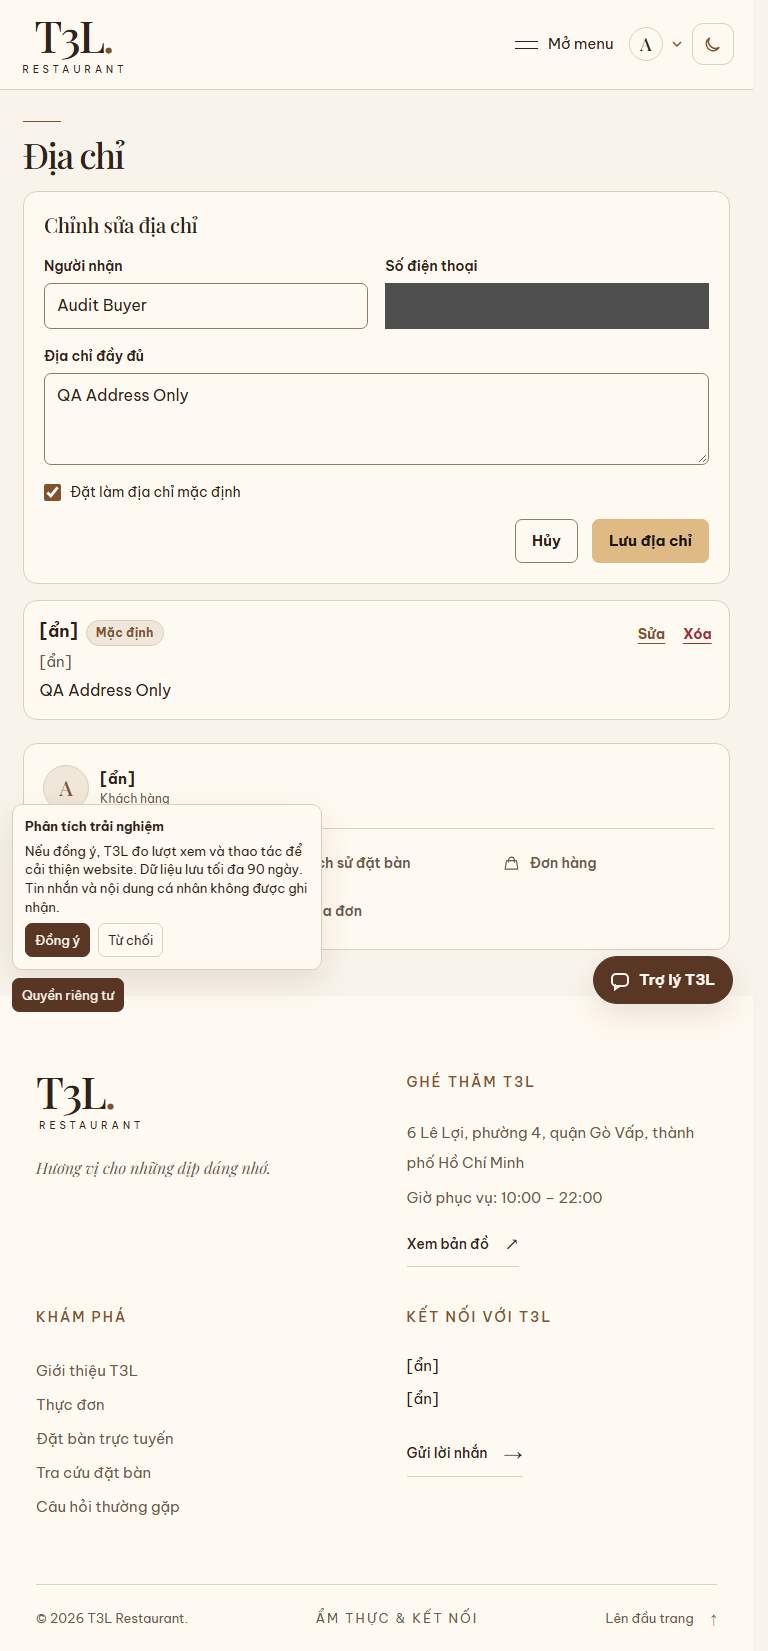 T3L.
RESTAURANT
Mở menu
A
Địa chỉ
Chỉnh sửa địa chỉ
Người nhận
Số điện thoại
Audit Buyer
Địa chỉ đầy đủ
QA Address Only
Đặt làm địa chỉ mặc định
Hủy
Lưu địa chỉ
[ẩn]
Mặc định
Sửa
Xóa
[ẩn]
QA Address Only
A
[ẩn]
Khách hàng
Phân tích trải nghiệm
Nếu đồng ý, T3L đo lượt xem và thao tác để
cải thiện website. Dữ liệu lưu tối đa 90 ngày.
Tin nhắn và nội dung cá nhân không được ghi
nhận.
Đồng ý
Từ chối
Quyền riêng tư
sử đặt bàn
Đơn hàng
đơn
Trợ lý T3L
T3L.
RESTAURANT
Hương vị cho những dịp đáng nhớ.
GHÉ THĂM T3L
6 Lê Lợi, phường 4, quận Gò Vấp, thành
phố Hồ Chí Minh
Giờ phục vụ: 10:00 – 22:00
Xem bản đồ ↗
KHÁM PHÁ
Giới thiệu T3L
Thực đơn
Đặt bàn trực tuyến
Tra cứu đặt bàn
Câu hỏi thường gặp
KẾT NỐI VỚI T3L
[ẩn]
[ẩn]
Gửi lời nhắn →
© 2026 T3L Restaurant.
ẨM THỰC & KẾT NỐI
Lên đầu trang ↑